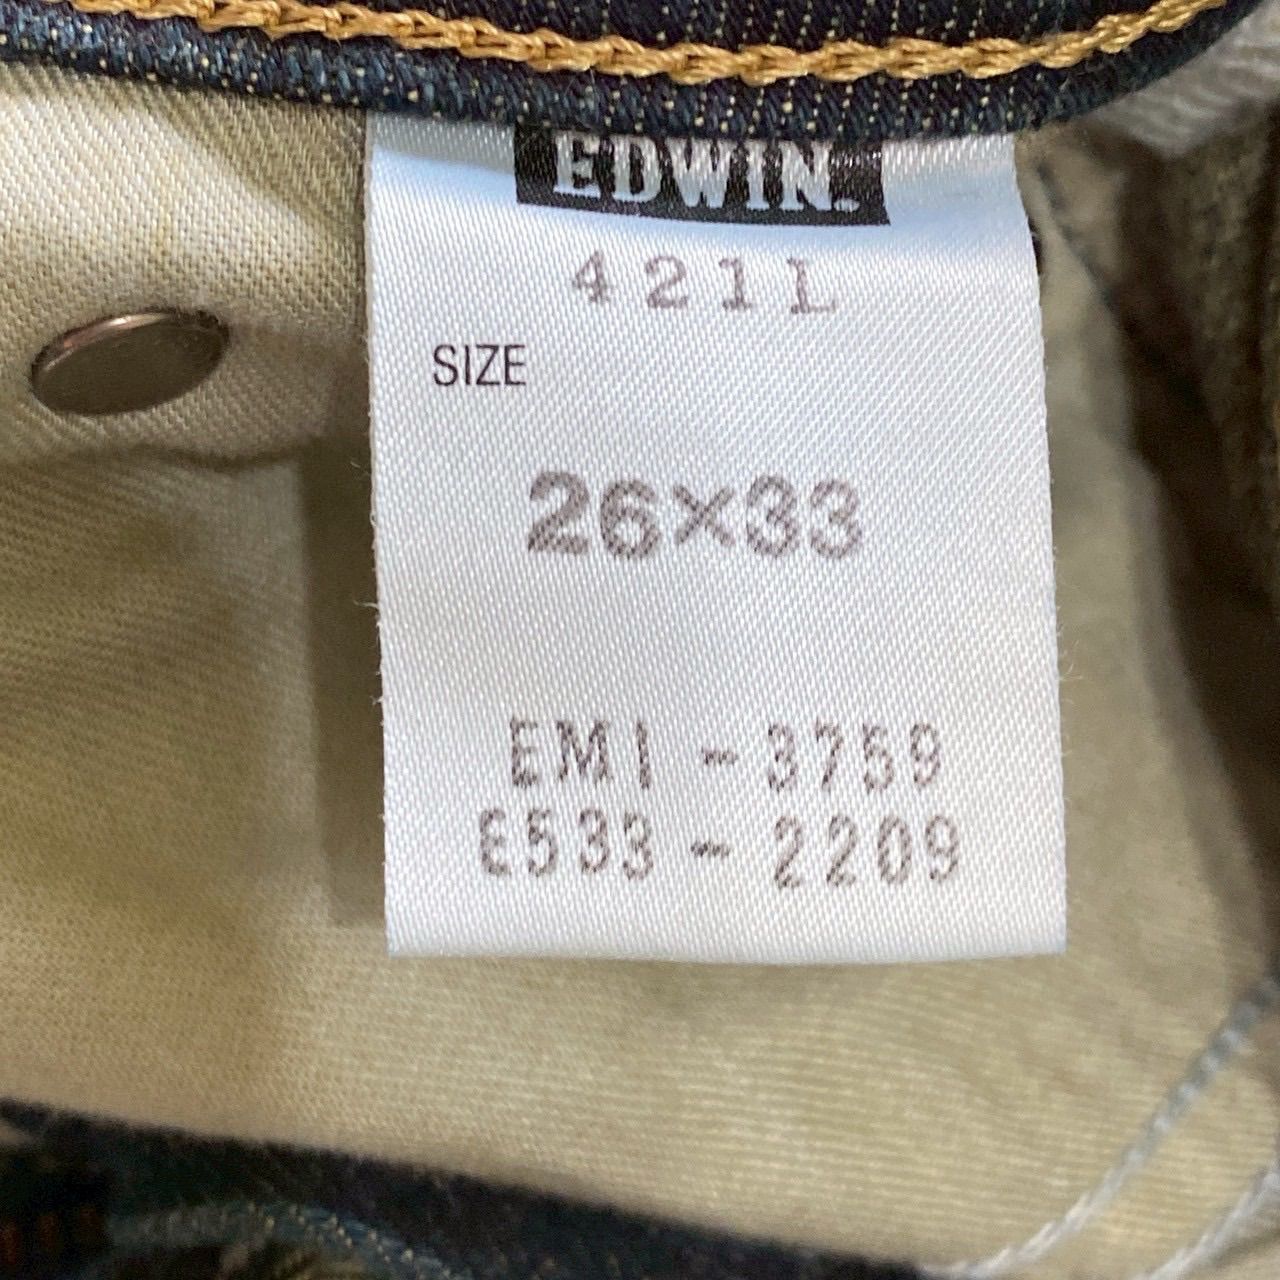 EDWIN.
421L
SIZE
26×33
EMI-3759
E533-2209